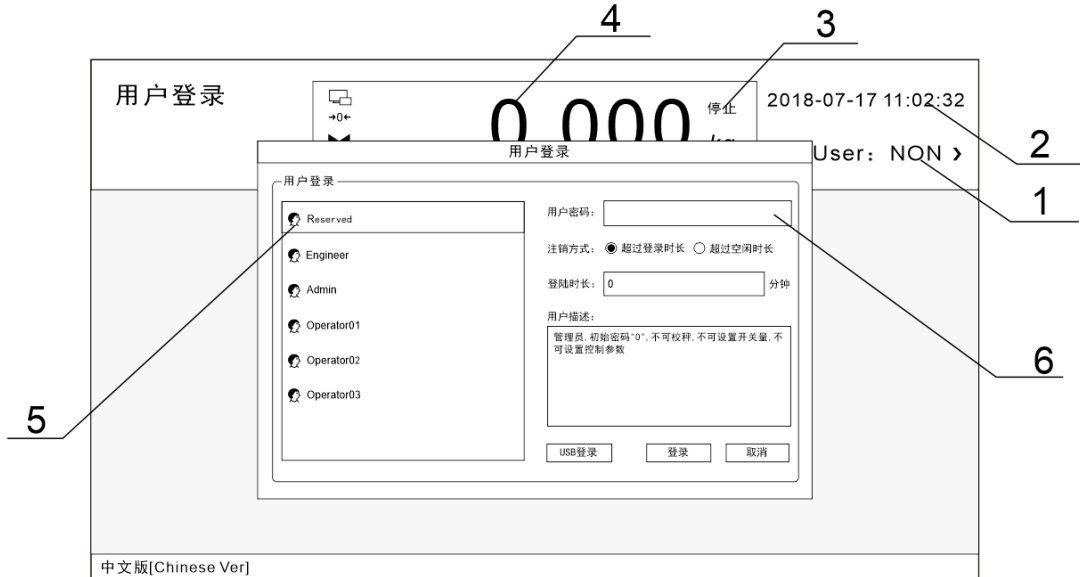 4
3
用户登录
→0←
0.000
停止
kg
2018-07-17 11:02:32
User: NON ›
2
1
用户登录
用户登录
Reserved
Engineer
Admin
Operator01
Operator02
Operator03
用户密码:
注销方式: 超过登录时长 超过空闲时长
登陆时长: 0 分钟
用户描述:
管理员,初始密码"0",不可校秤,不可设置开关量,不
可设置控制参数
USB登录 登录 取消
5
6
中文版[Chinese Ver]